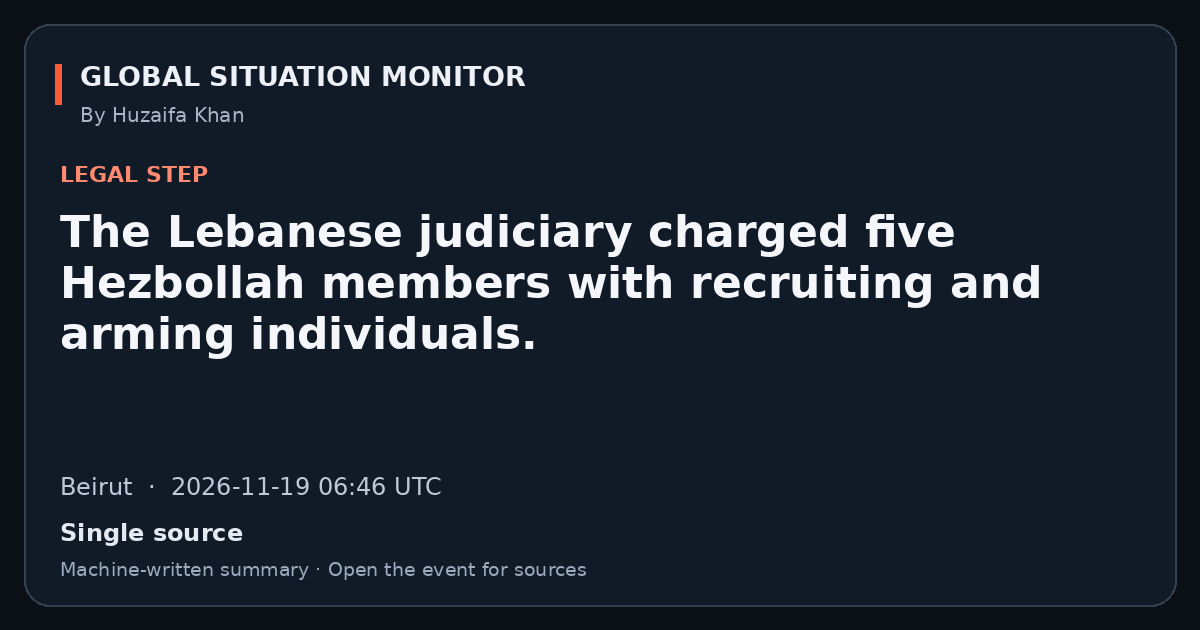 GLOBAL SITUATION MONITOR
By Huzaifa Khan
LEGAL STEP
The Lebanese judiciary charged five
Hezbollah members with recruiting and
arming individuals.
Beirut · 2026-11-19 06:46 UTC
Single source
Machine-written summary · Open the event for sources